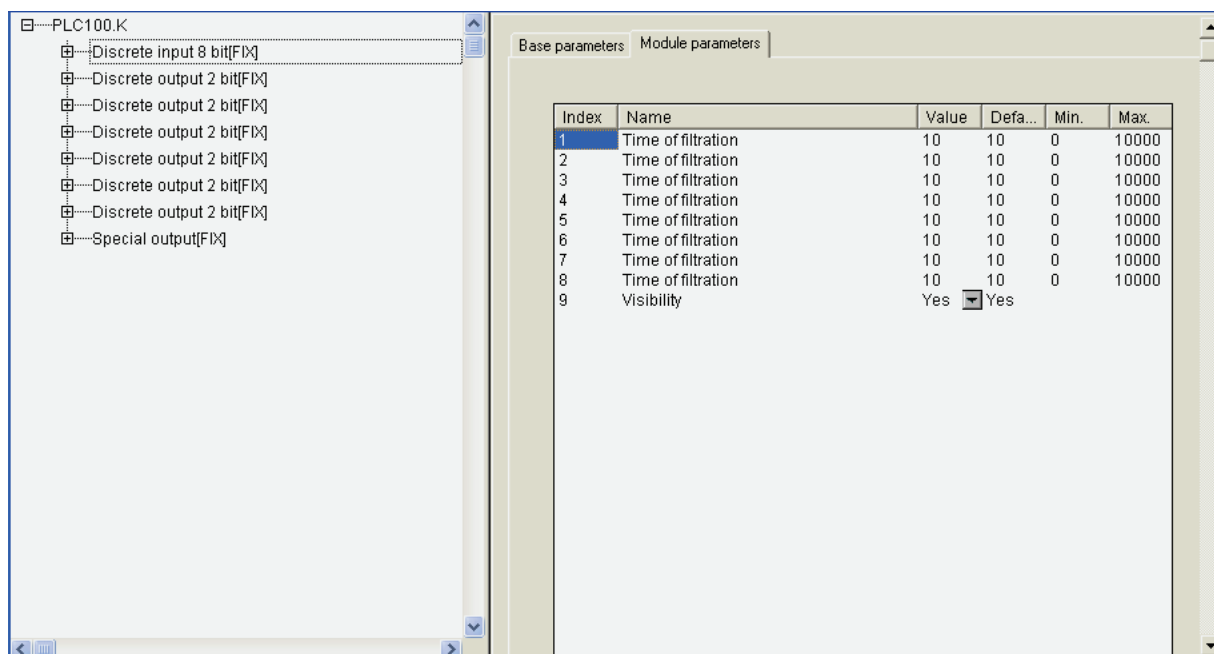 PLC100.K
Discrete input 8 bit[FIX]
Discrete output 2 bit[FIX]
Discrete output 2 bit[FIX]
Discrete output 2 bit[FIX]
Discrete output 2 bit[FIX]
Discrete output 2 bit[FIX]
Discrete output 2 bit[FIX]
Special output[FIX]
Base parameters Module parameters
Index Name Value Defa... Min. Max.
1 Time of filtration 10 10 0 10000
2 Time of filtration 10 10 0 10000
3 Time of filtration 10 10 0 10000
4 Time of filtration 10 10 0 10000
5 Time of filtration 10 10 0 10000
6 Time of filtration 10 10 0 10000
7 Time of filtration 10 10 0 10000
8 Time of filtration 10 10 0 10000
9 Visibility Yes Yes